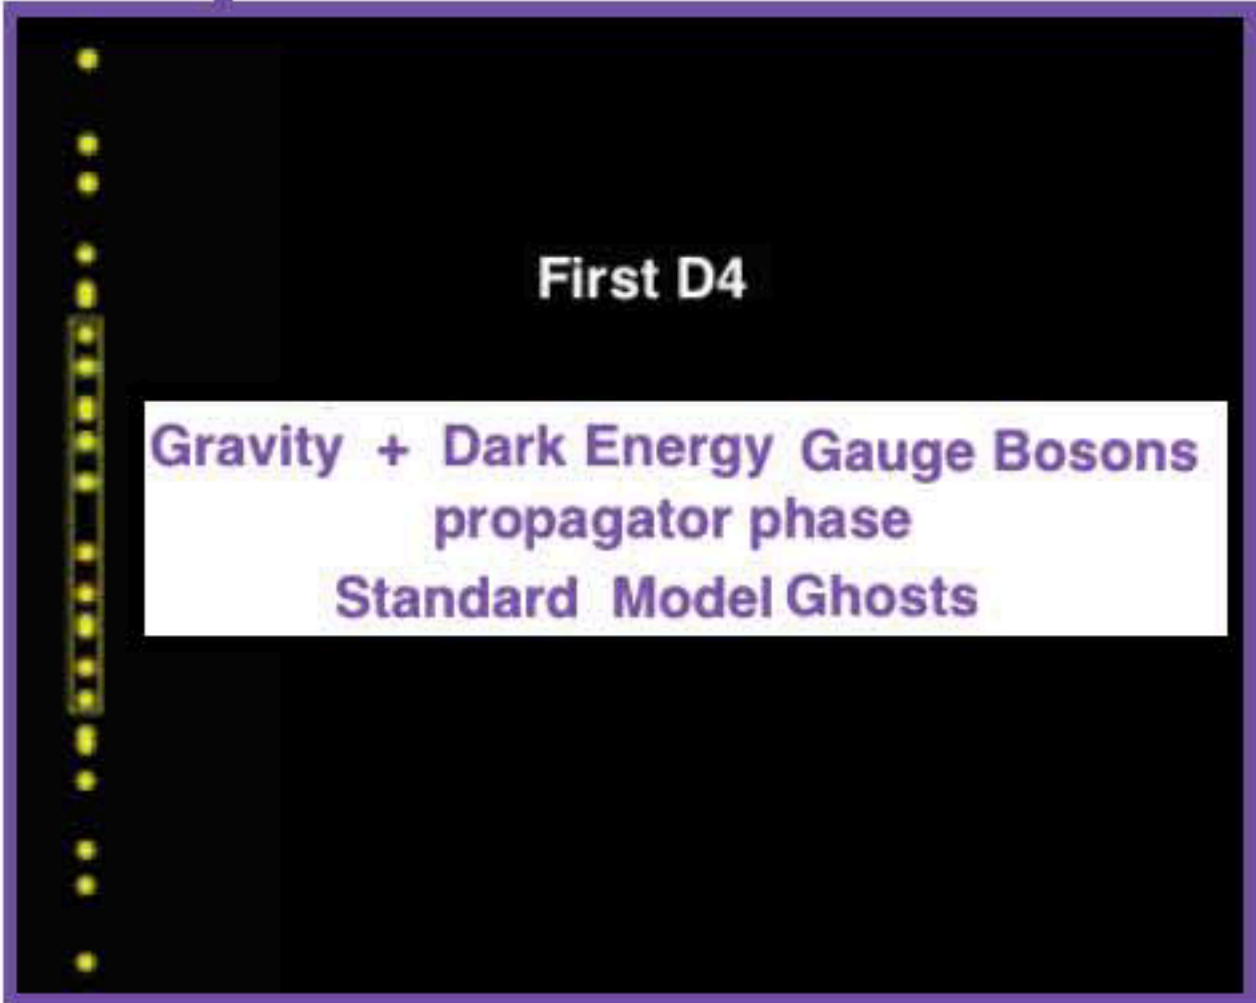 First D4
Gravity + Dark Energy Gauge Bosons
propagator phase
Standard Model Ghosts